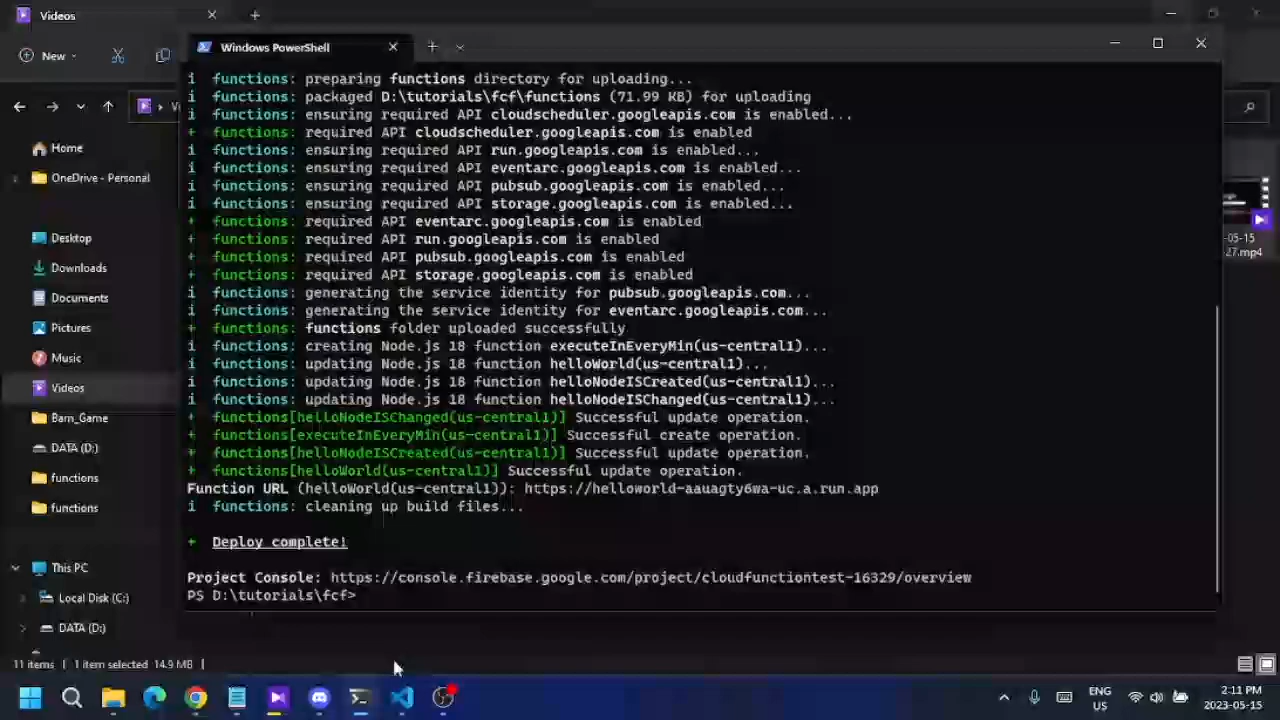 Videos
Windows PowerShell
New
Home
OneDrive - Personal
Desktop
Downloads
Documents
Pictures
Music
Videos
Barn_Game
DATA (D:)
functions
functions
This PC
Local Disk (C:)
DATA (D:)
i functions: preparing functions directory for uploading...
i functions: packaged D:\tutorials\fcf\functions (71.99 KB) for uploading
i functions: ensuring required API cloudscheduler.googleapis.com is enabled...
+ functions: required API cloudscheduler.googleapis.com is enabled
i functions: ensuring required API run.googleapis.com is enabled...
i functions: ensuring required API eventarc.googleapis.com is enabled...
i functions: ensuring required API pubsub.googleapis.com is enabled...
i functions: ensuring required API storage.googleapis.com is enabled...
+ functions: required API eventarc.googleapis.com is enabled
+ functions: required API run.googleapis.com is enabled
+ functions: required API pubsub.googleapis.com is enabled
+ functions: required API storage.googleapis.com is enabled
i functions: generating the service identity for pubsub.googleapis.com...
i functions: generating the service identity for eventarc.googleapis.com...
+ functions: functions folder uploaded successfully
i functions: creating Node.js 18 function executeInEveryMin(us-central1)...
i functions: updating Node.js 18 function helloWorld(us-central1)...
i functions: updating Node.js 18 function helloNodeISCreated(us-central1)...
i functions: updating Node.js 18 function helloNodeISChanged(us-central1)...
+ functions[helloNodeISChanged(us-central1)] Successful update operation.
+ functions[executeInEveryMin(us-central1)] Successful create operation.
+ functions[helloNodeISCreated(us-central1)] Successful update operation.
+ functions[helloWorld(us-central1)] Successful update operation.
Function URL (helloWorld(us-central1)): https://helloworld-aauagty6wa-uc.a.run.app
i functions: cleaning up build files...
+ Deploy complete!
Project Console: https://console.firebase.google.com/project/cloudfunctiontest-16329/overview
PS D:\tutorials\fcf>
05-15
27.mp4
11 items | 1 item selected 14.9 MB |
ENG
US
2:11 PM
2023-05-15